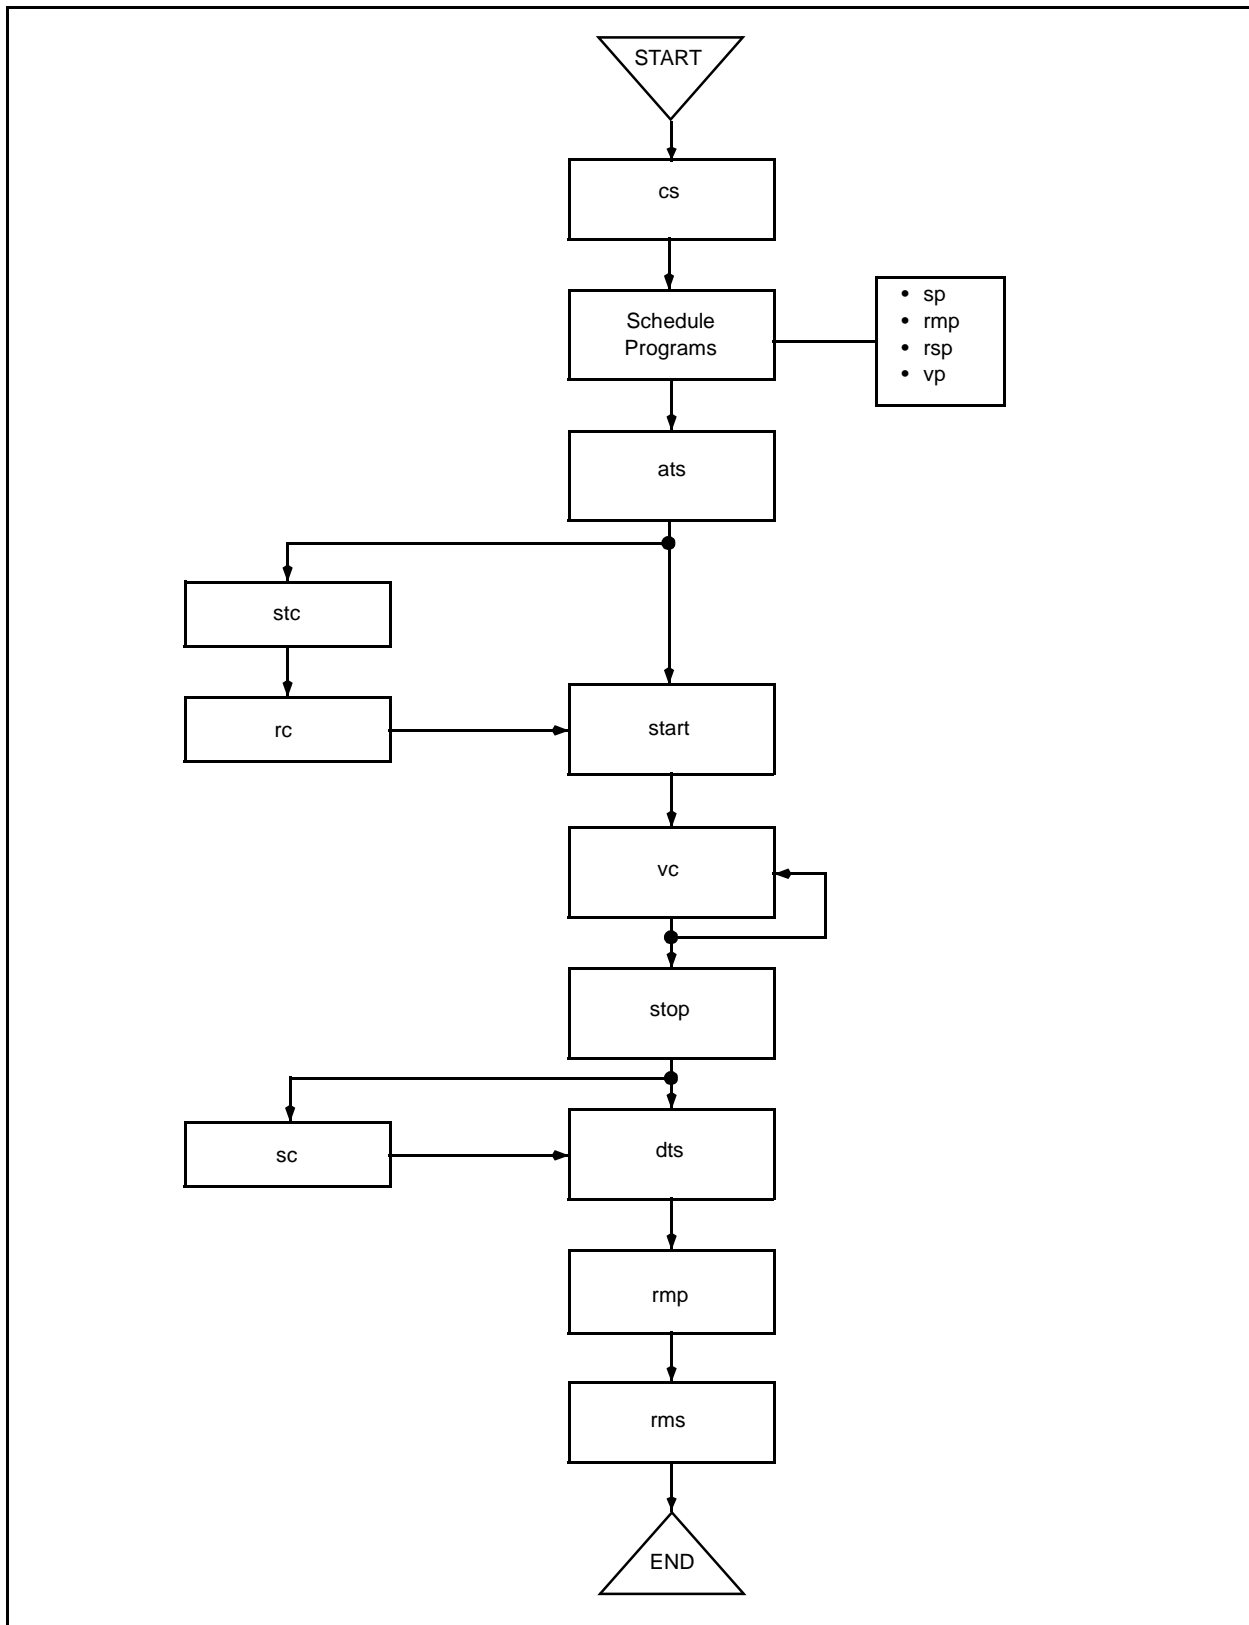 START
cs
Schedule
Programs
• sp
• rmp
• rsp
• vp
ats
stc
rc
start
vc
stop
sc
dts
rmp
rms
END